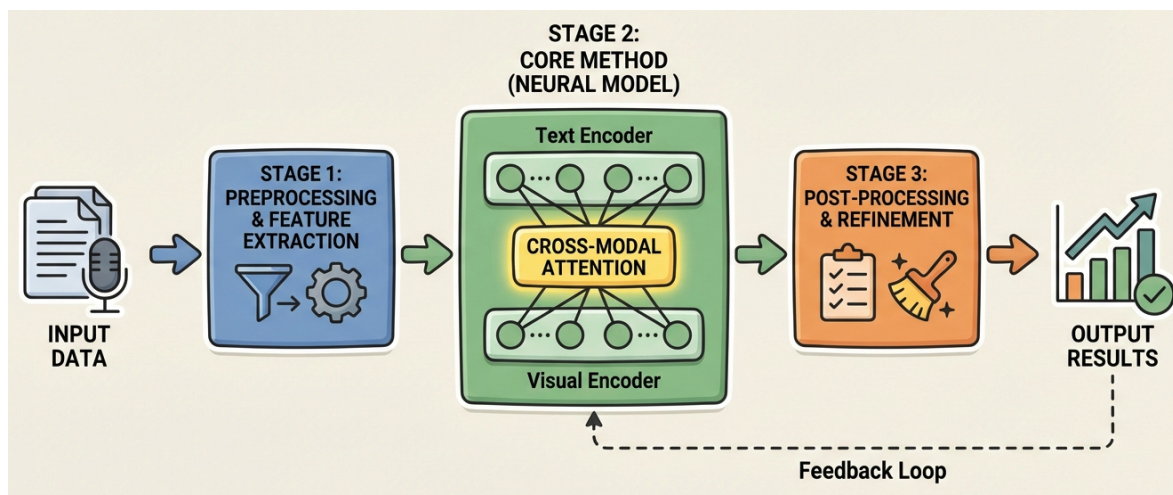 INPUT
DATA
STAGE 1:
PREPROCESSING
& FEATURE
EXTRACTION
STAGE 2:
CORE METHOD
(NEURAL MODEL)
Text Encoder
CROSS-MODAL
ATTENTION
Visual Encoder
STAGE 3:
POST-PROCESSING
& REFINEMENT
OUTPUT
RESULTS
Feedback Loop